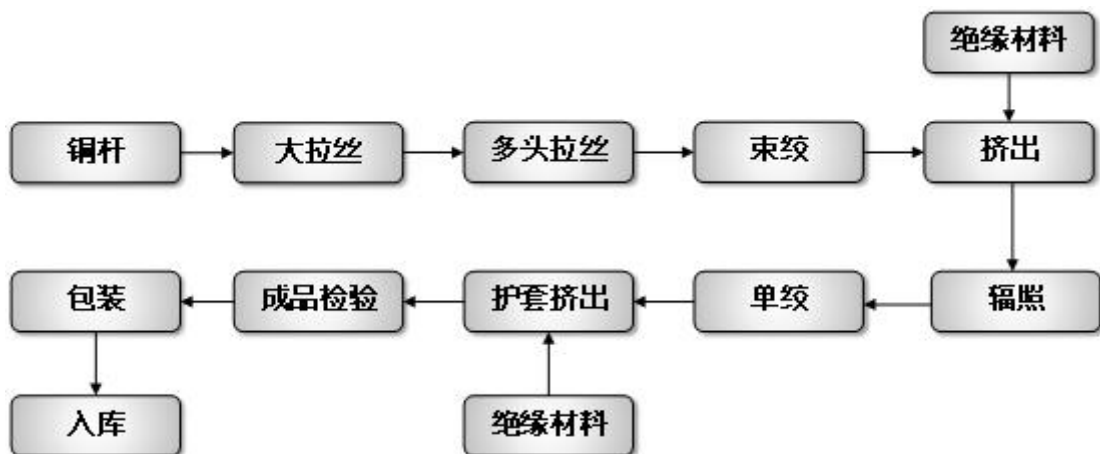 绝缘材料
铜杆
大拉丝
多头拉丝
束绞
挤出
包装
成品检验
护套挤出
单绞
辐照
入库
绝缘材料